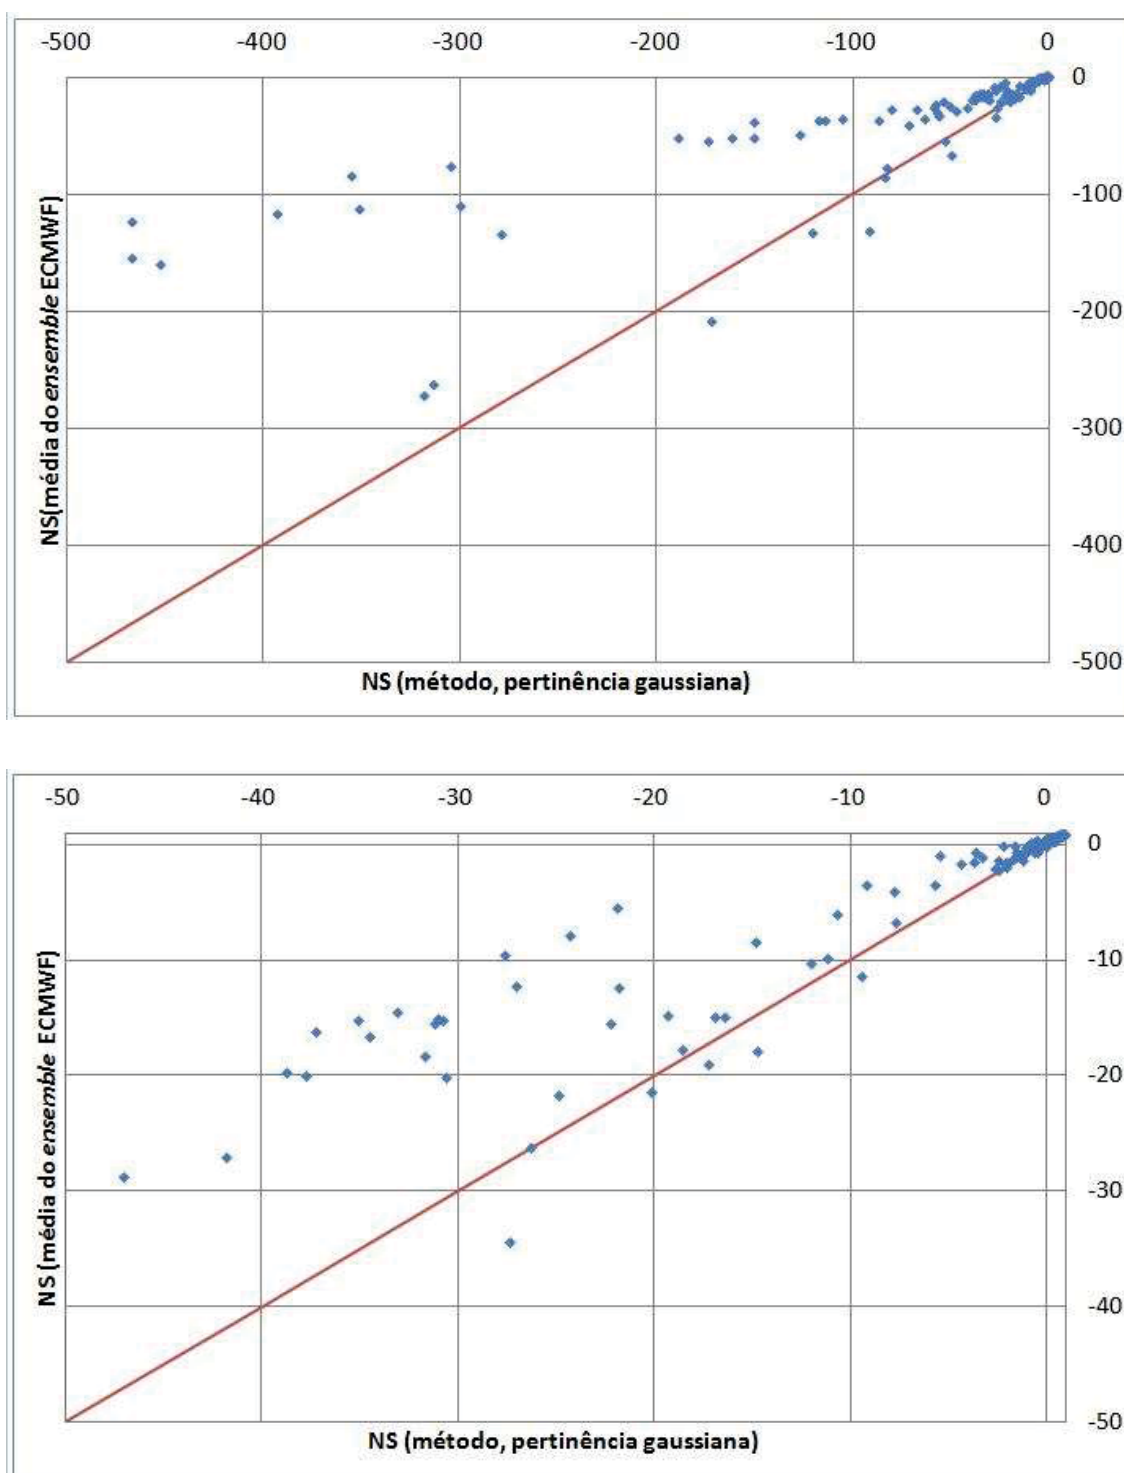 -500 -400 -300 -200 -100 0
0
-100
-200
-300
-400
-500
NS(média do ensemble ECMWF)
NS (método, pertinência gaussiana)
-50 -40 -30 -20 -10 0
0
-10
-20
-30
-40
-50
NS (média do ensemble ECMWF)
NS (método, pertinência gaussiana)